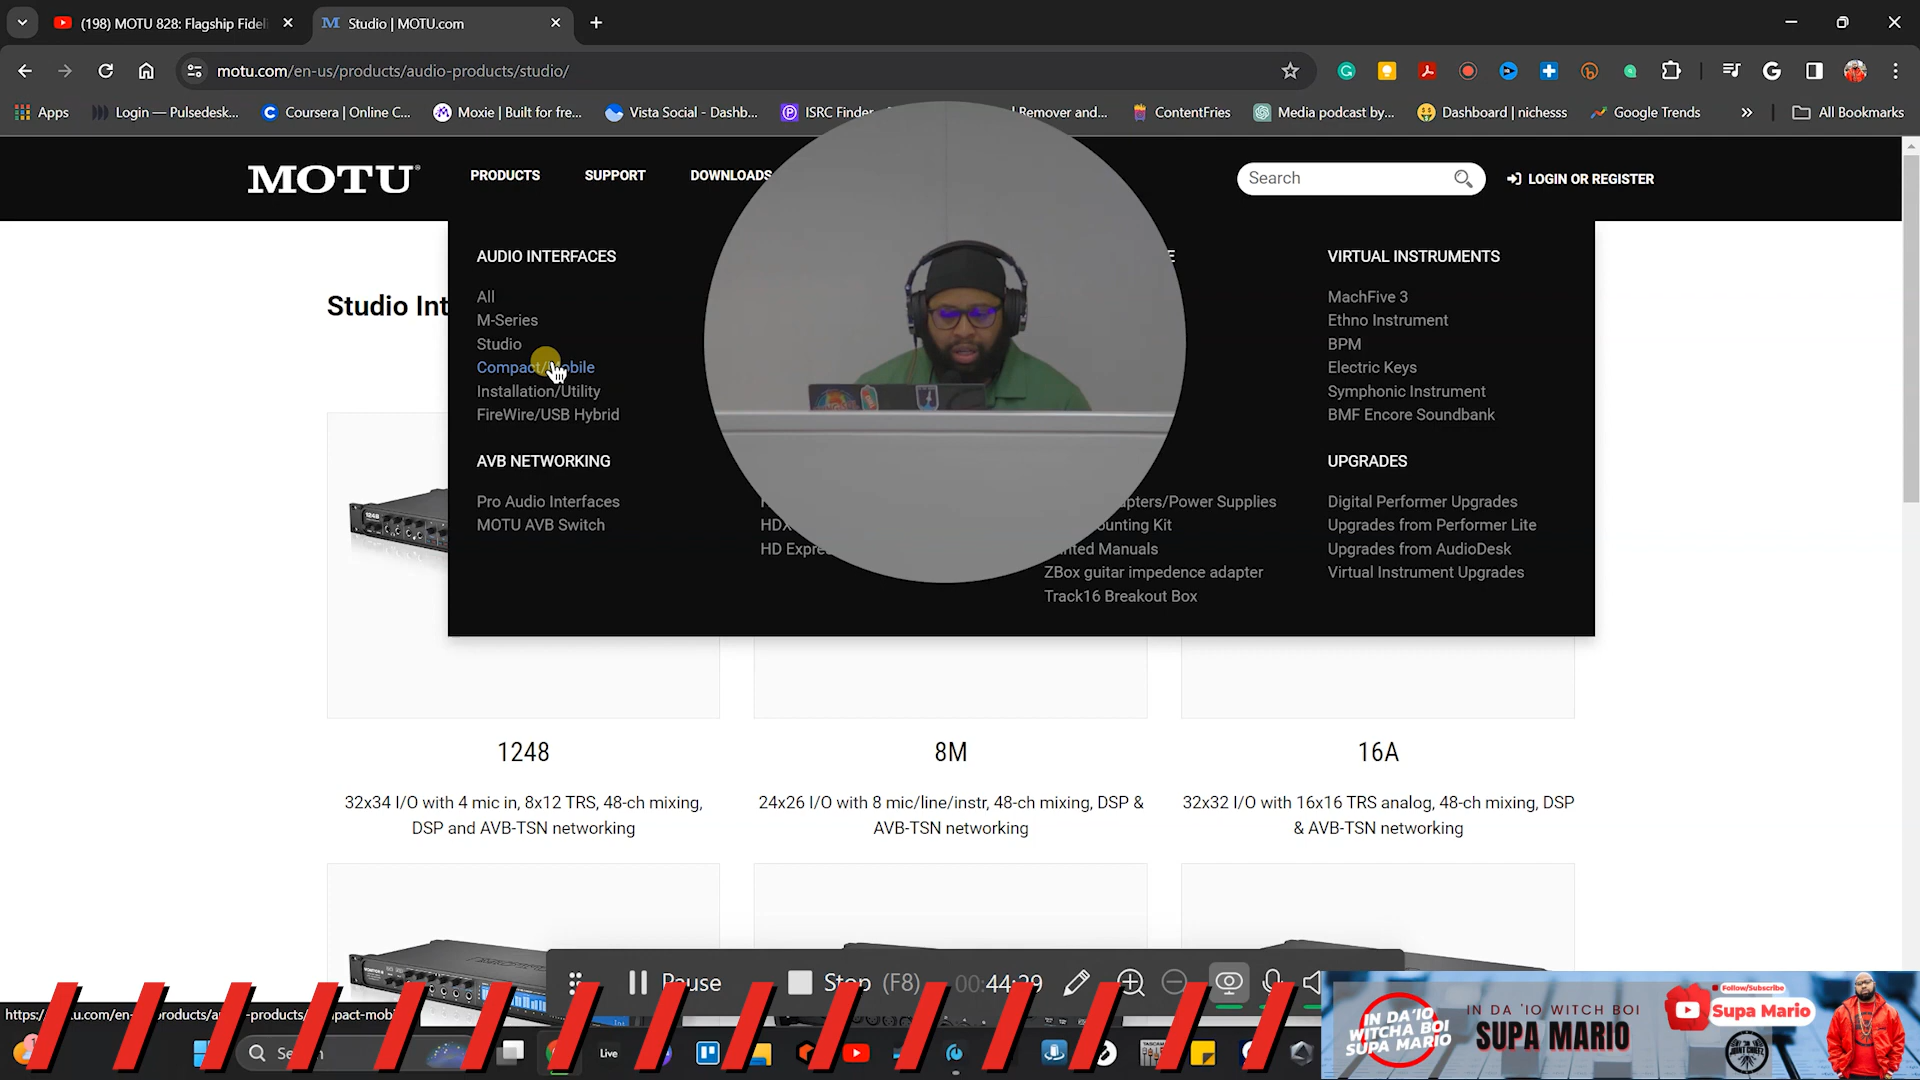 (198) MOTU 828: Flagship Fideli
Studio | MOTU.com
motu.com/en-us/products/audio-products/studio/
Apps
Login — Pulsedesk...
Coursera | Online C...
Moxie | Built for fre...
Vista Social - Dashb...
ISRC Finder
Remover and...
ContentFries
Media podcast by...
Dashboard | nichesss
Google Trends
All Bookmarks
MOTU
PRODUCTS
SUPPORT
DOWNLOADS
Search
LOGIN OR REGISTER
Studio Int
AUDIO INTERFACES
All
M-Series
Studio
Compact/Mobile
Installation/Utility
FireWire/USB Hybrid
AVB NETWORKING
Pro Audio Interfaces
MOTU AVB Switch
HDX
HD Expre
E
pters/Power Supplies
ounting Kit
nted Manuals
ZBox guitar impedence adapter
Track16 Breakout Box
VIRTUAL INSTRUMENTS
MachFive 3
Ethno Instrument
BPM
Electric Keys
Symphonic Instrument
BMF Encore Soundbank
UPGRADES
Digital Performer Upgrades
Upgrades from Performer Lite
Upgrades from AudioDesk
Virtual Instrument Upgrades
1248
32x34 I/O with 4 mic in, 8x12 TRS, 48-ch mixing,
DSP and AVB-TSN networking
8M
24x26 I/O with 8 mic/line/instr, 48-ch mixing, DSP &
AVB-TSN networking
16A
32x32 I/O with 16x16 TRS analog, 48-ch mixing, DSP
& AVB-TSN networking
Pause
Stop (F8)
Live
IN DA'IO
WITCHA BOI
SUPA MARIO
IN DA 'IO WITCH BOI
SUPA MARIO
Follow/Subscribe
Supa Mario